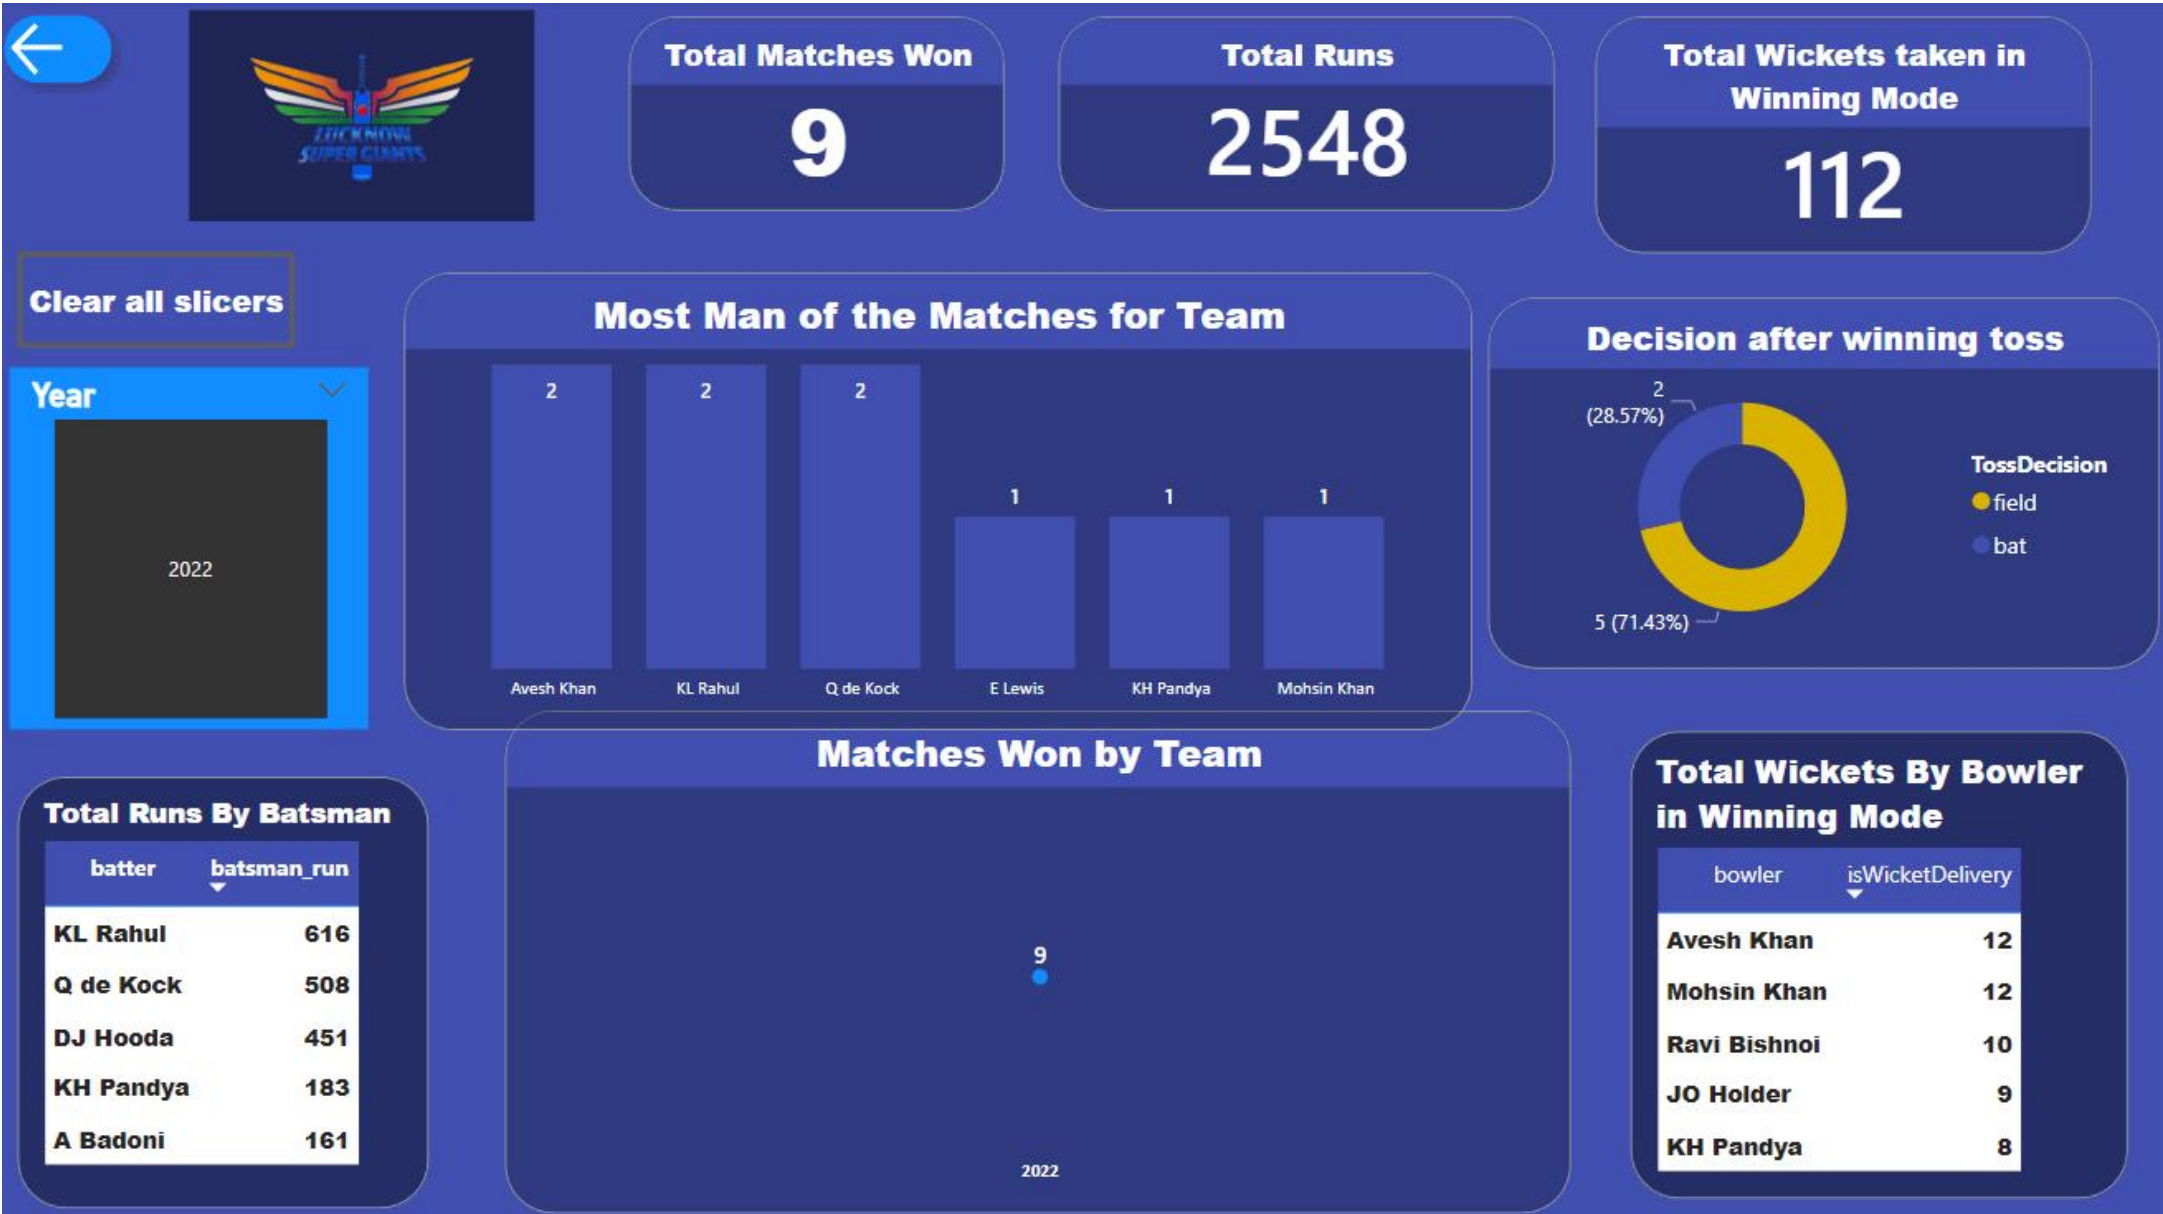 LUCKNOW
SUPER GIANTS
Total Matches Won
9
Total Runs
2548
Total Wickets taken in
Winning Mode
112
Clear all slicers
Year
2022
Most Man of the Matches for Team
2
2
2
1
1
1
Avesh Khan
KL Rahul
Q de Kock
E Lewis
KH Pandya
Mohsin Khan
Decision after winning toss
2
(28.57%)
5 (71.43%)
TossDecision
field
bat
Total Runs By Batsman
batter batsman_run
KL Rahul 616
Q de Kock 508
DJ Hooda 451
KH Pandya 183
A Badoni 161
Matches Won by Team
9
2022
Total Wickets By Bowler
in Winning Mode
bowler isWicketDelivery
Avesh Khan 12
Mohsin Khan 12
Ravi Bishnoi 10
JO Holder 9
KH Pandya 8